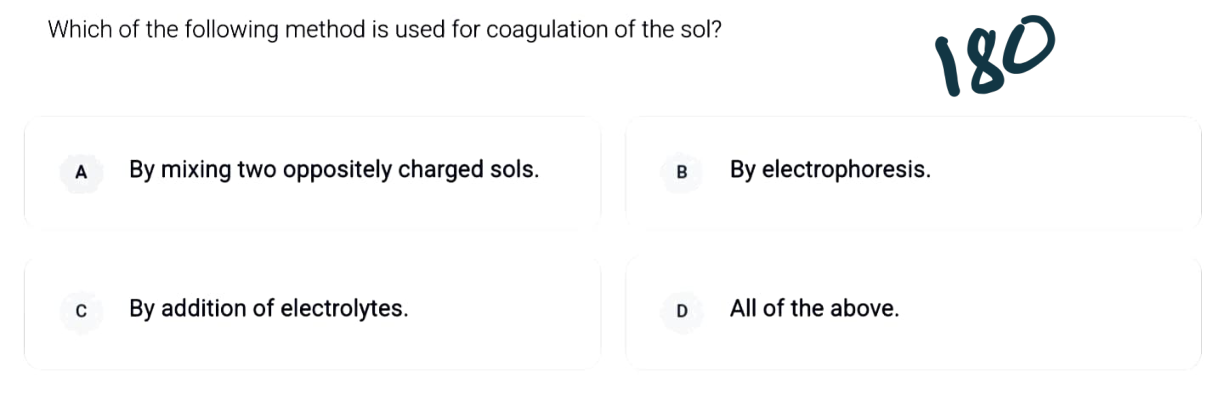 Which of the following method is used for coagulation of the sol?
180
A By mixing two oppositely charged sols.
B By electrophoresis.
C By addition of electrolytes.
D All of the above.